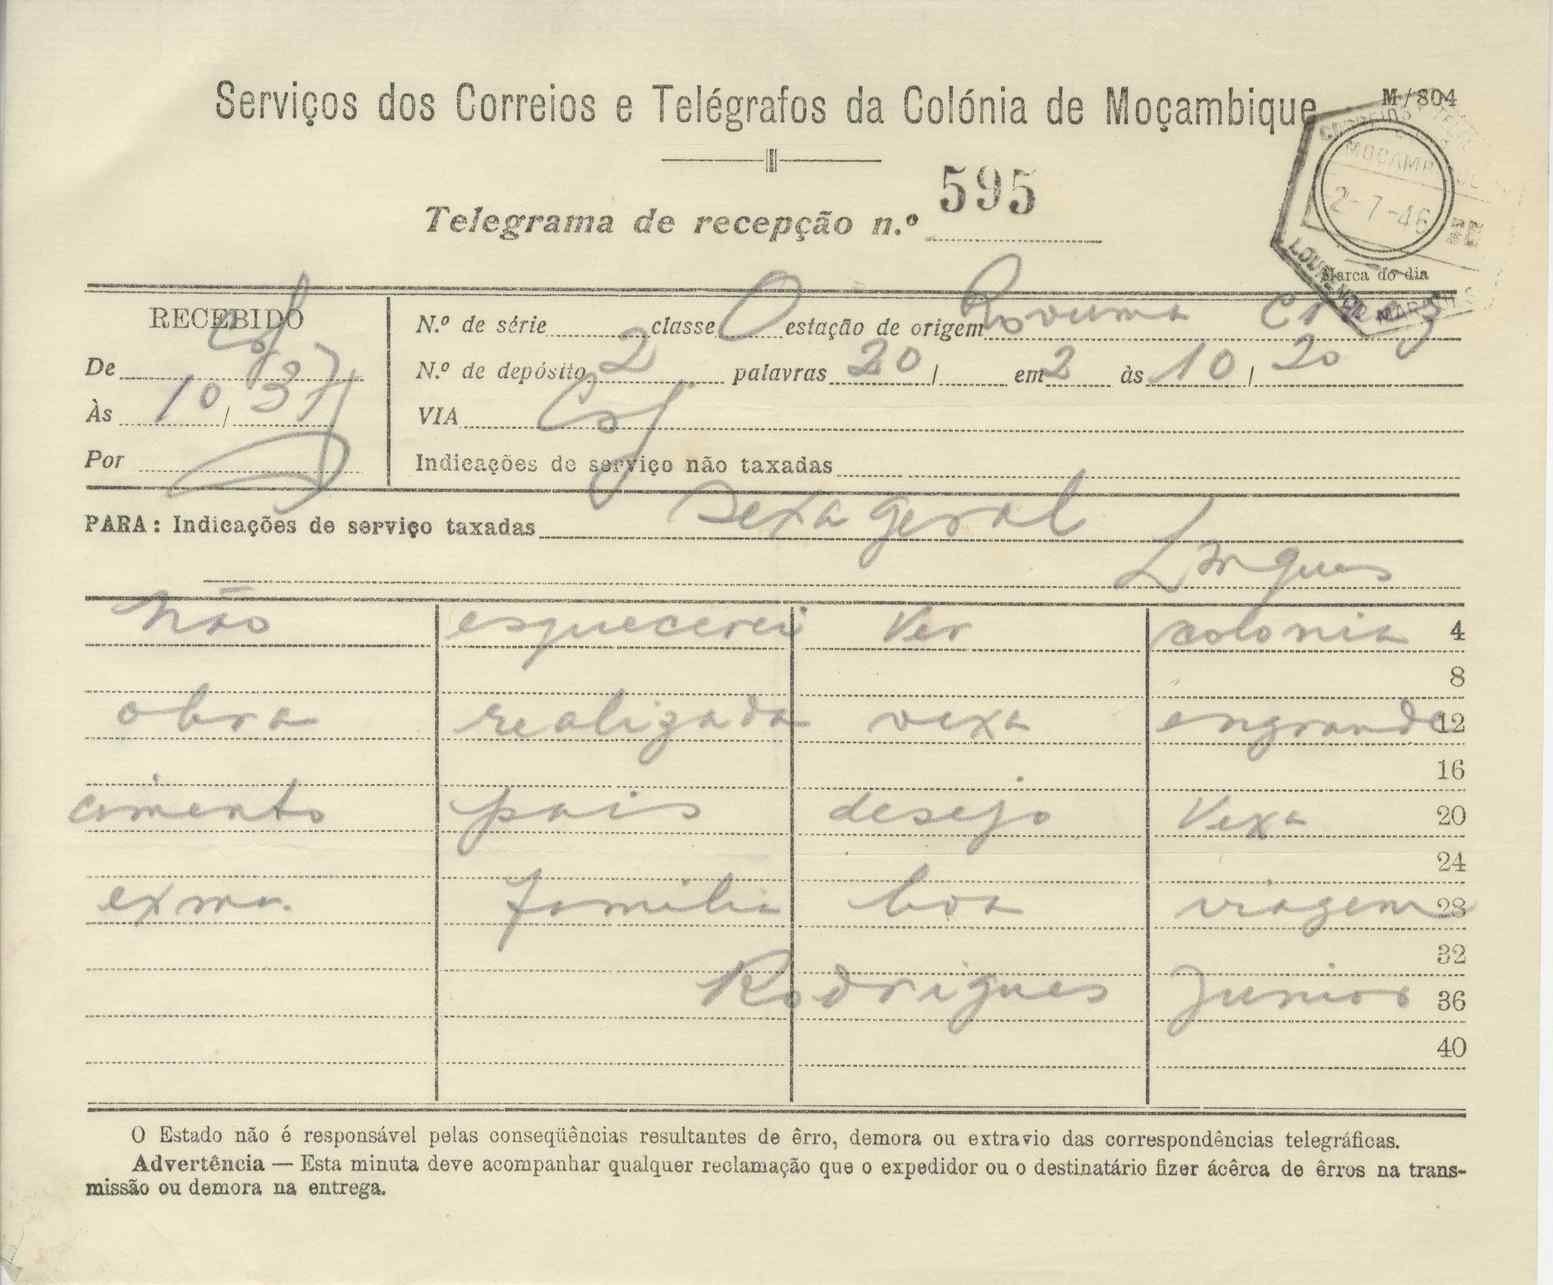 Serviços dos Correios e Telégrafos da Colónia de Moçambique
M/804
Telegrama de recepção n.º 595
MOÇAMBIQUE
2-7-46
LOURENÇO MARQUES
Marca do dia
RECEBIDO
De
Às 10/37
Por
N.º de série classe O estação de origem Rovuma
N.º de depósito 2 palavras 20/ em 2 às 10/20
VIA
Indicações de serviço não taxadas
PARA: Indicações de serviço taxadas Sexa geral
Não esquecerei Ver colonia 4
8
obra realizada vexa engrande 12
16
cimento pais desejo Vexa 20
24
exma. familia boa viagem 28
32
Rodrigues Junior 36
40
O Estado não é responsável pelas conseqüências resultantes de êrro, demora ou extravio das correspondências telegráficas.
Advertência — Esta minuta deve acompanhar qualquer reclamação que o expedidor ou o destinatário fizer ácêrca de êrros na trans-
missão ou demora na entrega.